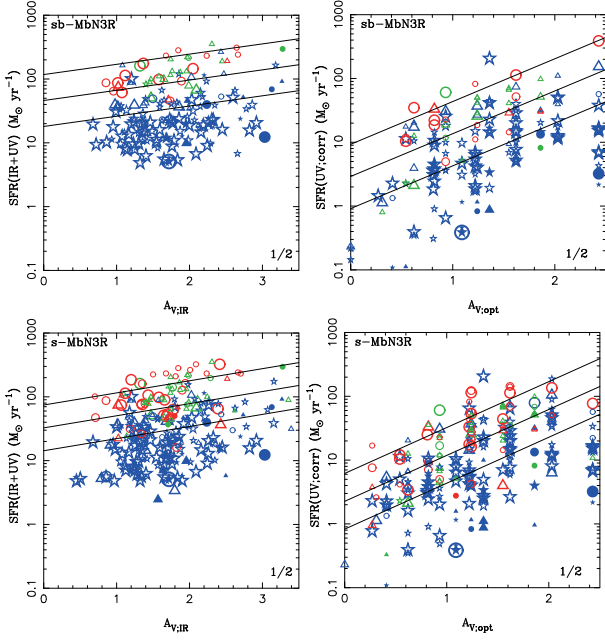 sb-MbN3R
1000
100
10
1
0.1
SFR(IR+UV) (M⊙ yr⁻¹)
0 1 2 3
A_V;IR
1/2
sb-MbN3R
1000
100
10
1
0.1
SFR(UV:corr) (M⊙ yr⁻¹)
0 1 2
A_V;opt
1/2
s-MbN3R
1000
100
10
1
0.1
SFR(IR+UV) (M⊙ yr⁻¹)
0 1 2 3
A_V;IR
1/2
s-MbN3R
1000
100
10
1
0.1
SFR(UV:corr) (M⊙ yr⁻¹)
0 1 2
A_V;opt
1/2